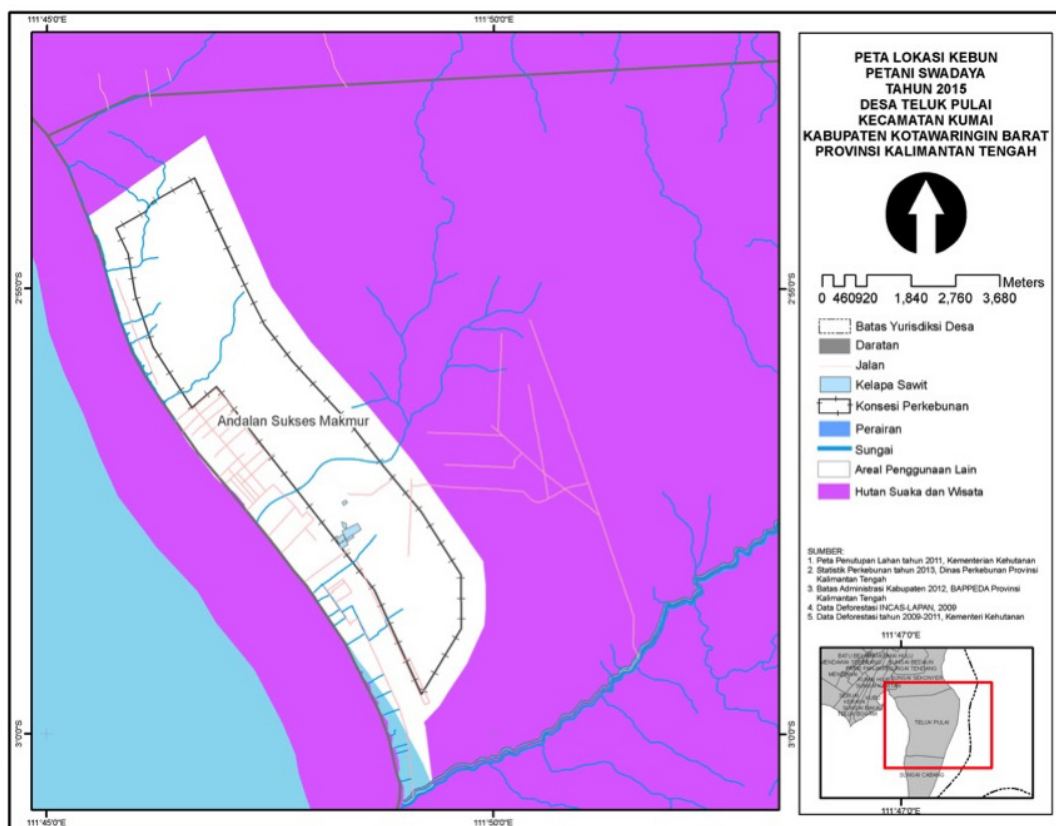 111°45'0"E
111°50'0"E
2°55'0"S
2°55'0"S
Andalan Sukses Makmur
3°0'0"S
3°0'0"S
111°45'0"E
111°50'0"E
PETA LOKASI KEBUN
PETANI SWADAYA
TAHUN 2015
DESA TELUK PULAI
KECAMATAN KUMAI
KABUPATEN KOTAWARINGIN BARAT
PROVINSI KALIMANTAN TENGAH
Meters
0 460920 1,840 2,760 3,680
Batas Yurisdiksi Desa
Daratan
Jalan
Kelapa Sawit
Konsesi Perkebunan
Perairan
Sungai
Areal Penggunaan Lain
Hutan Suaka dan Wisata
SUMBER:
1. Peta Penutupan Lahan tahun 2011, Kementerian Kehutanan
2. Statistik Perkebunan tahun 2013, Dinas Perkebunan Provinsi
Kalimantan Tengah
3. Batas Administrasi Kabupaten 2012, BAPPEDA Provinsi
Kalimantan Tengah
4. Data Deforestasi INCAS-LAPAN, 2009
5. Data Deforestasi tahun 2009-2011, Kementeri Kehutanan
111°47'0"E
SUNGAI BEDAUN
SUNGAI TENDANG
SUNGAI SEKONYER
TELUK PULAI
SUNGAI CABANG
111°47'0"E